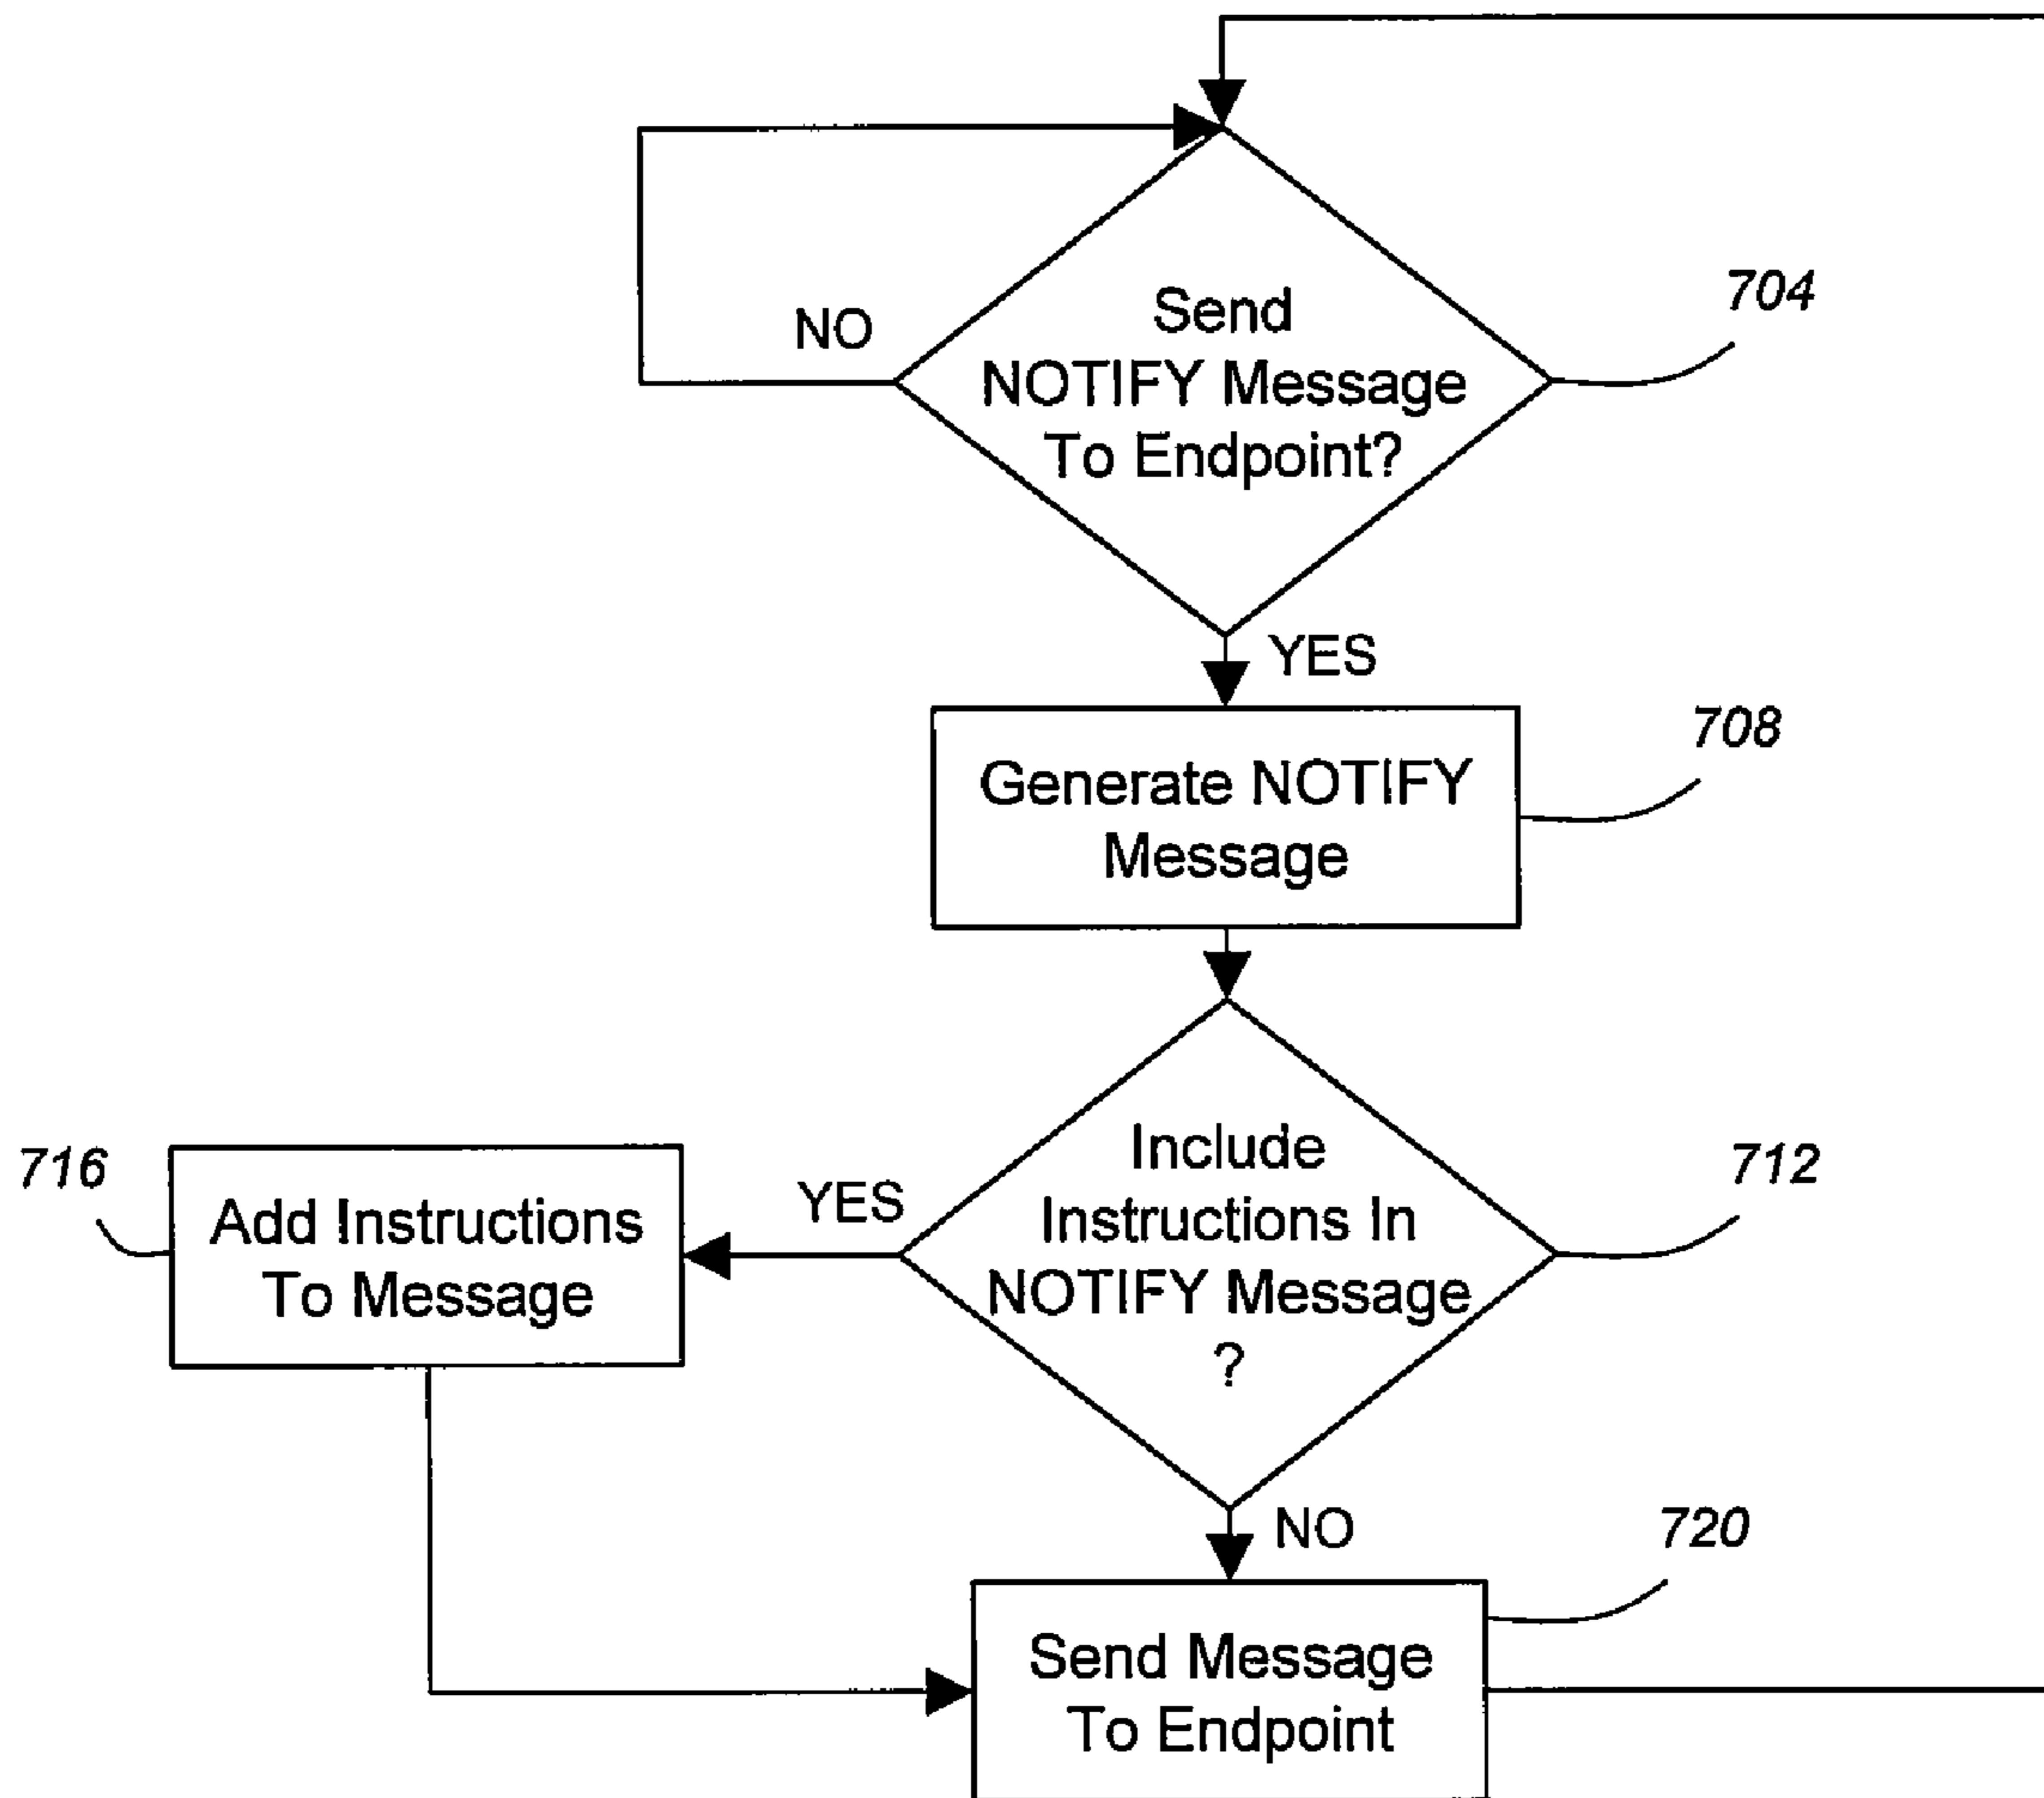 704
Send
NOTIFY Message
To Endpoint?
NO
YES
708
Generate NOTIFY
Message
712
Include
Instructions In
NOTIFY Message
?
YES
716
Add Instructions
To Message
NO
720
Send Message
To Endpoint